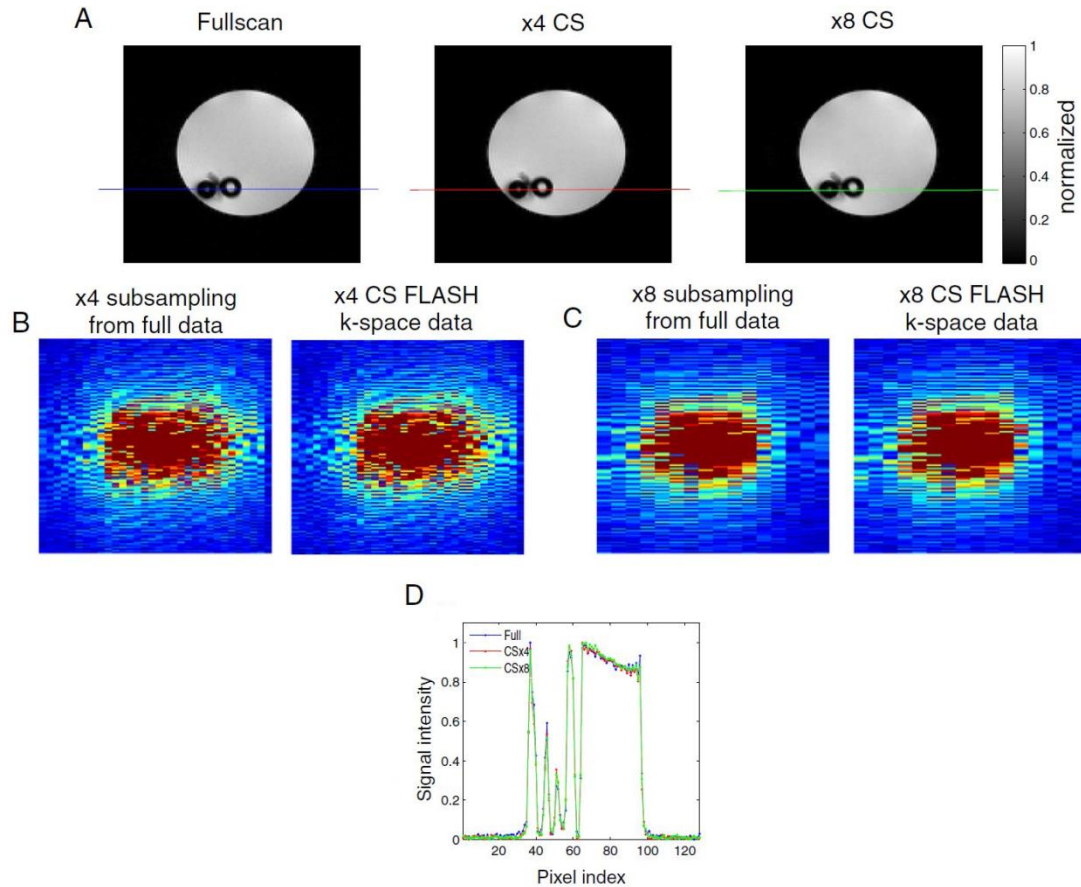 A
Fullscan
x4 CS
x8 CS
1
0.8
0.6
0.4
0.2
0
normalized
B
x4 subsampling
from full data
x4 CS FLASH
k-space data
C
x8 subsampling
from full data
x8 CS FLASH
k-space data
D
Signal intensity
1
0.8
0.6
0.4
0.2
0
Full
CSx4
CSx8
20 40 60 80 100 120
Pixel index